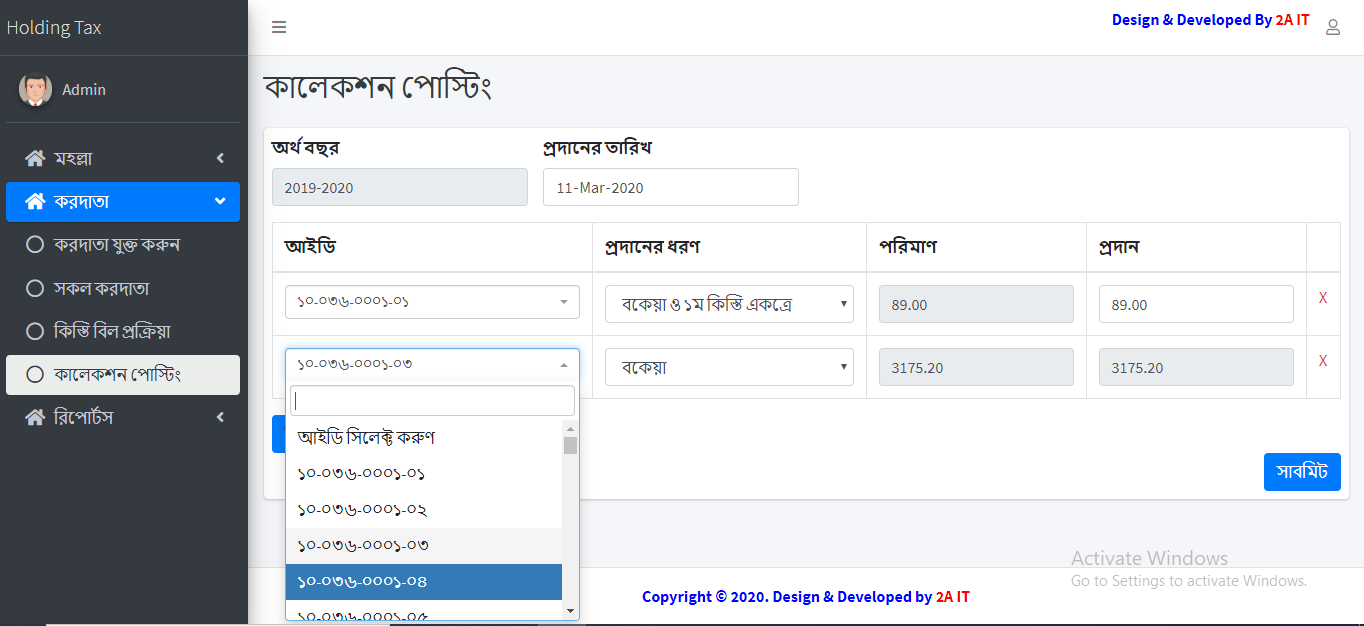 Holding Tax
Design & Developed By 2A IT
Admin
মহল্লা
করদাতা
করদাতা যুক্ত করুন
সকল করদাতা
কিস্তি বিল প্রক্রিয়া
কালেকশন পোস্টিং
রিপোর্টস
কালেকশন পোস্টিং
অর্থ বছর প্রদানের তারিখ
2019-2020 11-Mar-2020
আইডি প্রদানের ধরণ পরিমাণ প্রদান
১০-০৩৬-০০০১-০১ বকেয়া ও ১ম কিস্তি একত্রে 89.00 89.00 X
১০-০৩৬-০০০১-০৩ বকেয়া 3175.20 3175.20 X
আইডি সিলেক্ট করুণ
১০-০৩৬-০০০১-০১
১০-০৩৬-০০০১-০২
১০-০৩৬-০০০১-০৩
১০-০৩৬-০০০১-০৪
১০-০৩৬-০০০১-০৫
সাবমিট
Activate Windows
Go to Settings to activate Windows.
Copyright © 2020. Design & Developed by 2A IT